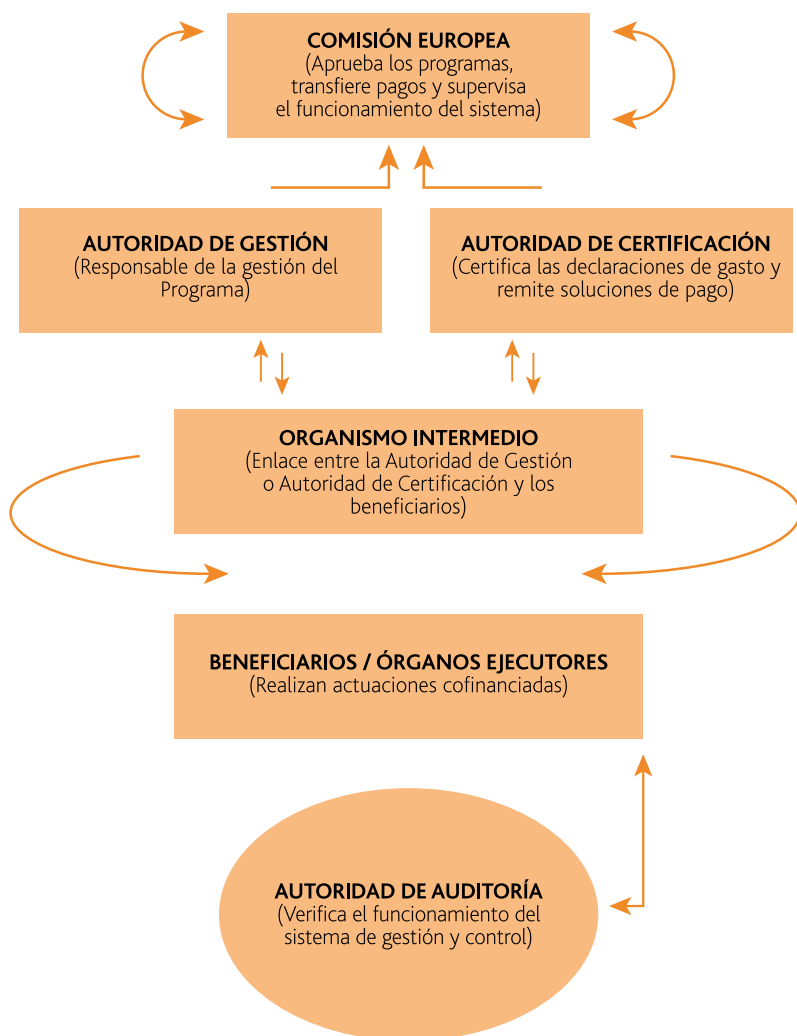 COMISIÓN EUROPEA
(Aprueba los programas,
transfiere pagos y supervisa
el funcionamiento del sistema)
AUTORIDAD DE GESTIÓN
(Responsable de la gestión del
Programa)
AUTORIDAD DE CERTIFICACIÓN
(Certifica las declaraciones de gasto y
remite soluciones de pago)
ORGANISMO INTERMEDIO
(Enlace entre la Autoridad de Gestión
o Autoridad de Certificación y los
beneficiarios)
BENEFICIARIOS / ÓRGANOS EJECUTORES
(Realizan actuaciones cofinanciadas)
AUTORIDAD DE AUDITORÍA
(Verifica el funcionamiento del
sistema de gestión y control)